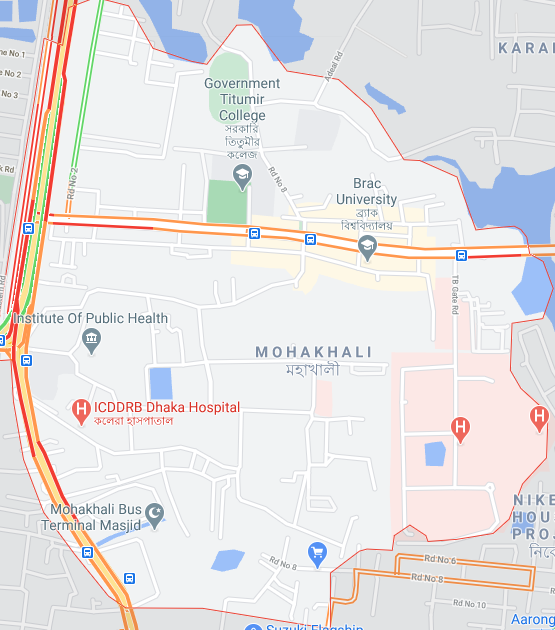 KARAI
ne No 1
ne No 2
No 3
k Rd
Adeal Rd
Government
Titumir
College
সরকারি
তিতুমীর
কলেজ
Rd No 8
Rd No 2
Brac
University
ব্র্যাক
বিশ্ববিদ্যালয়
TB Gate Rd
Institute Of Public Health
MOHAKHALI
মহাখালী
ICDDRB Dhaka Hospital
কলেরা হাসপাতাল
H
H
H
Mohakhali Bus
Terminal Masjid
NIKE
HOU
PROJ
নিকে
Rd No 8
Rd No 6
Rd No 8
Rd No 10
Aarong
Suzuki Flagship